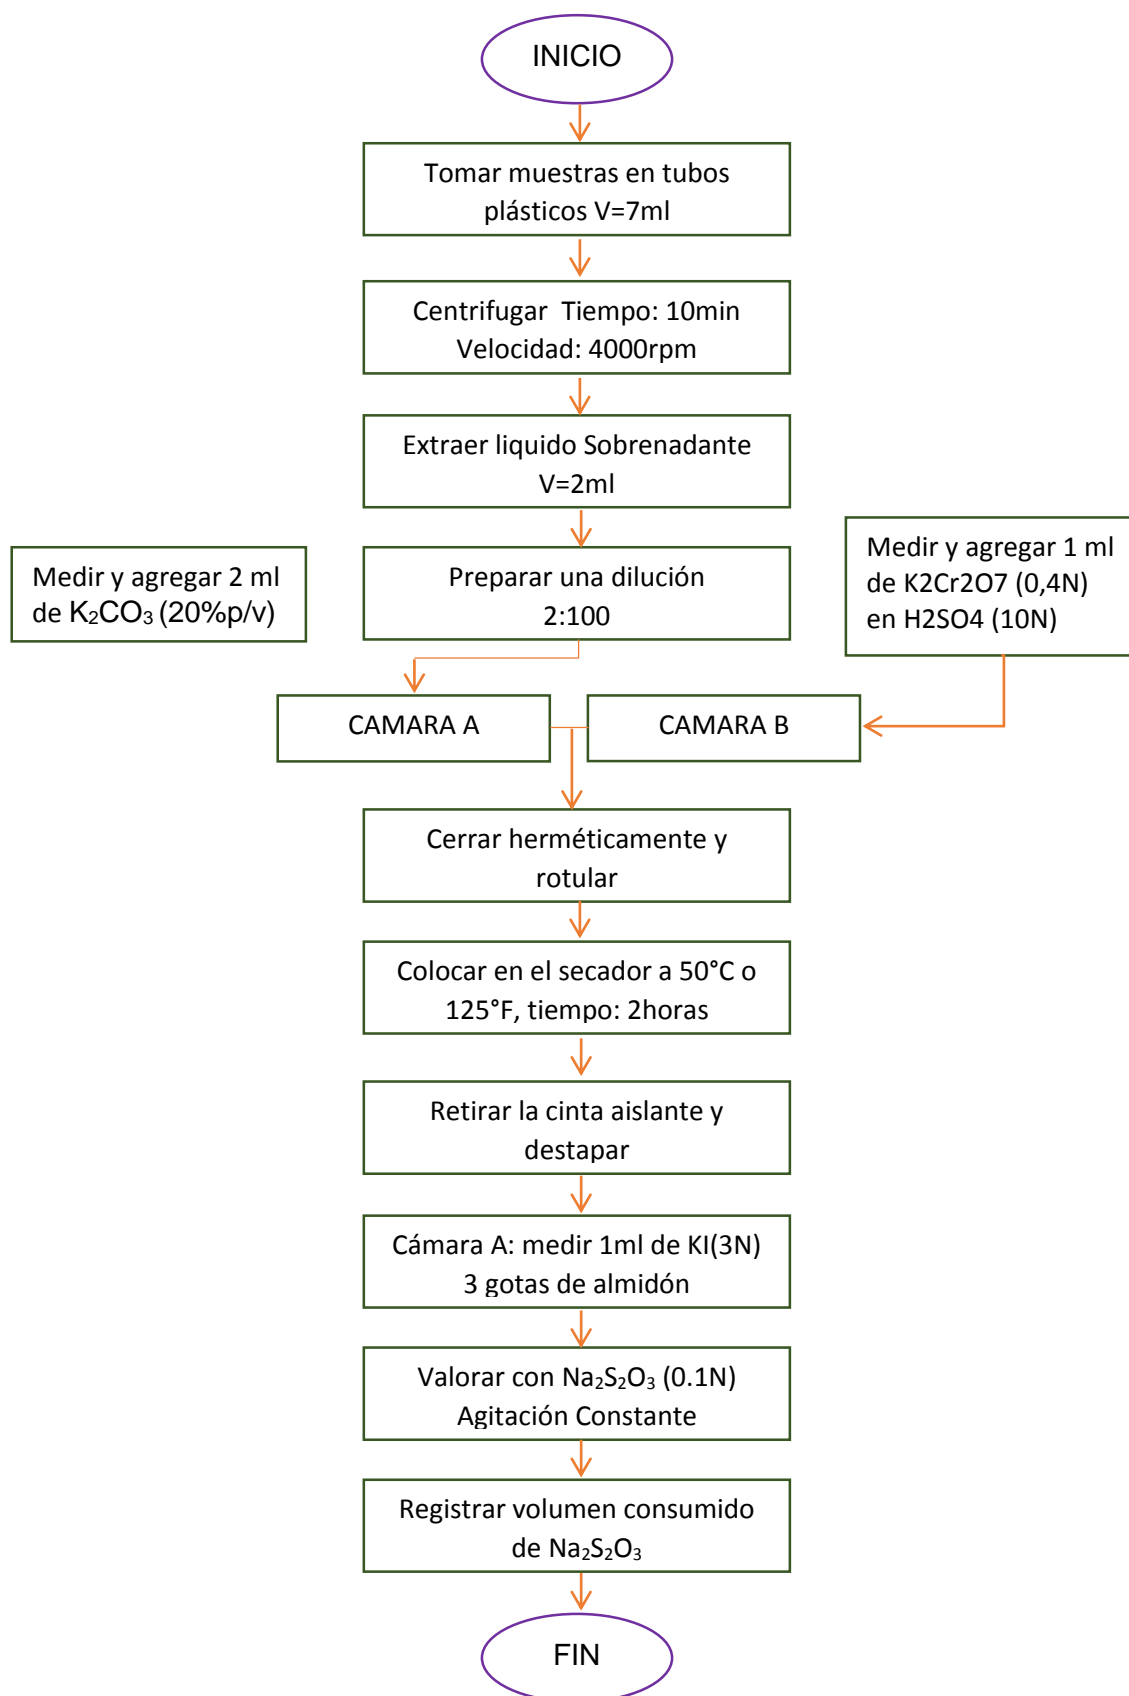 INICIO
Tomar muestras en tubos
plásticos V=7ml
Centrifugar Tiempo: 10min
Velocidad: 4000rpm
Extraer liquido Sobrenadante
V=2ml
Medir y agregar 2 ml
de K₂CO₃ (20%p/v)
Preparar una dilución
2:100
Medir y agregar 1 ml
de K2Cr2O7 (0,4N)
en H2SO4 (10N)
CAMARA A
CAMARA B
Cerrar herméticamente y
rotular
Colocar en el secador a 50°C o
125°F, tiempo: 2horas
Retirar la cinta aislante y
destapar
Cámara A: medir 1ml de KI(3N)
3 gotas de almidón
Valorar con Na₂S₂O₃ (0.1N)
Agitación Constante
Registrar volumen consumido
de Na₂S₂O₃
FIN